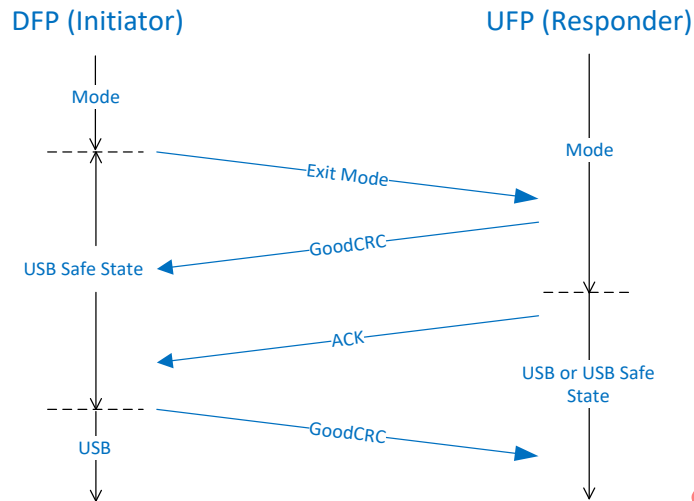 DFP (Initiator)
UFP (Responder)
Mode
Mode
Exit Mode
GoodCRC
USB Safe State
ACK
USB or USB Safe
State
GoodCRC
USB